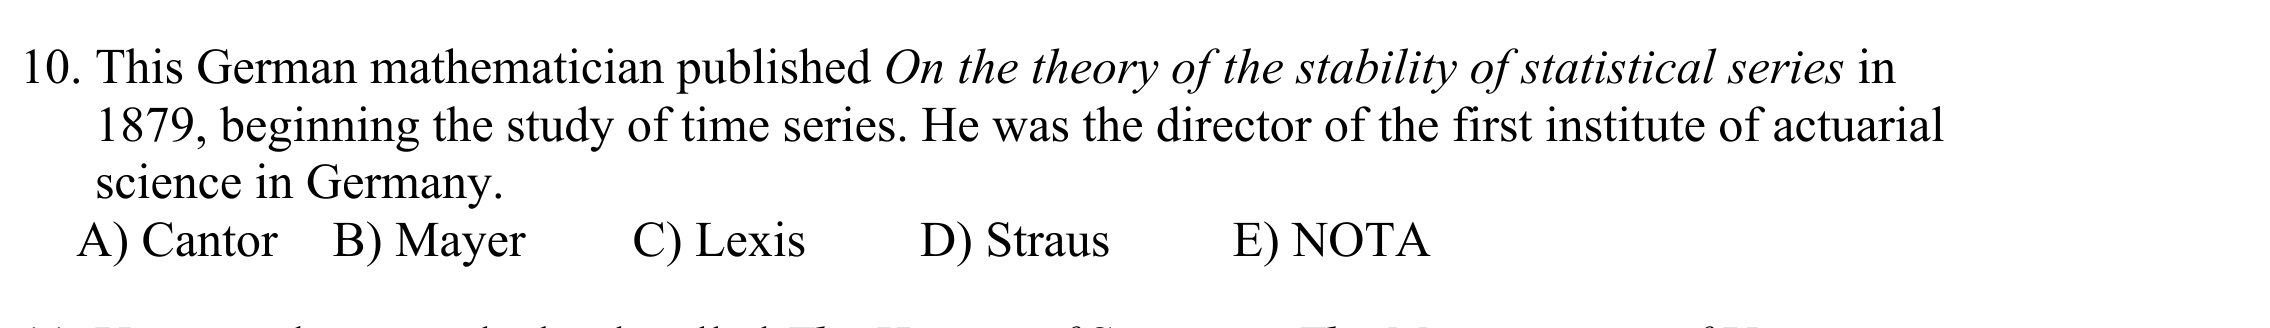 10. This German mathematician published On the theory of the stability of statistical series in
1879, beginning the study of time series. He was the director of the first institute of actuarial
science in Germany.
A) Cantor B) Mayer C) Lexis D) Straus E) NOTA